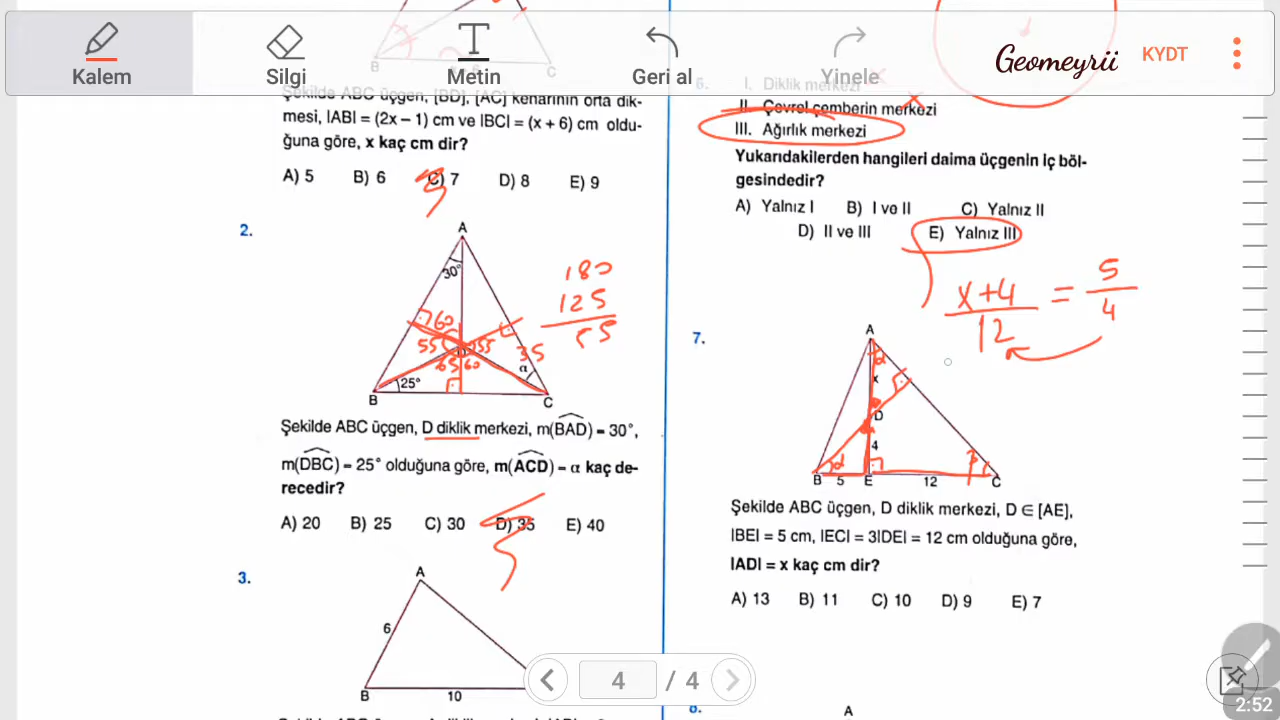 Kalem
Silgi
Metin
Geri al
Yinele
Geomeyrii
KYDT
B
C
Şekilde ABC üçgen, [BD], [AC] kenarının orta dik-
mesi, |AB| = (2x – 1) cm ve |BC| = (x + 6) cm oldu-
ğuna göre, x kaç cm dir?
A) 5 B) 6 C) 7 D) 8 E) 9
2.
A
30°
60
55 55
65 60
35
α
25°
B
C
180
125
55
Şekilde ABC üçgen, D diklik merkezi, m(BAD) = 30°,
m(DBC) = 25° olduğuna göre, m(ACD) = α kaç de-
recedir?
A) 20 B) 25 C) 30 D) 35 E) 40
3.
A
6
B
10
6. I. Diklik merkezi
II. Çevrel çemberin merkezi
III. Ağırlık merkezi
Yukarıdakilerden hangileri daima üçgenin iç böl-
gesindedir?
A) Yalnız I B) I ve II C) Yalnız II
D) II ve III E) Yalnız III
x+4 = 5
12 4
7.
A
α
x
D
4
α
B 5 E 12 C
Şekilde ABC üçgen, D diklik merkezi, D ∈ [AE],
|BE| = 5 cm, |EC| = 3|DE| = 12 cm olduğuna göre,
|AD| = x kaç cm dir?
A) 13 B) 11 C) 10 D) 9 E) 7
4 / 4
8.
A
2:52